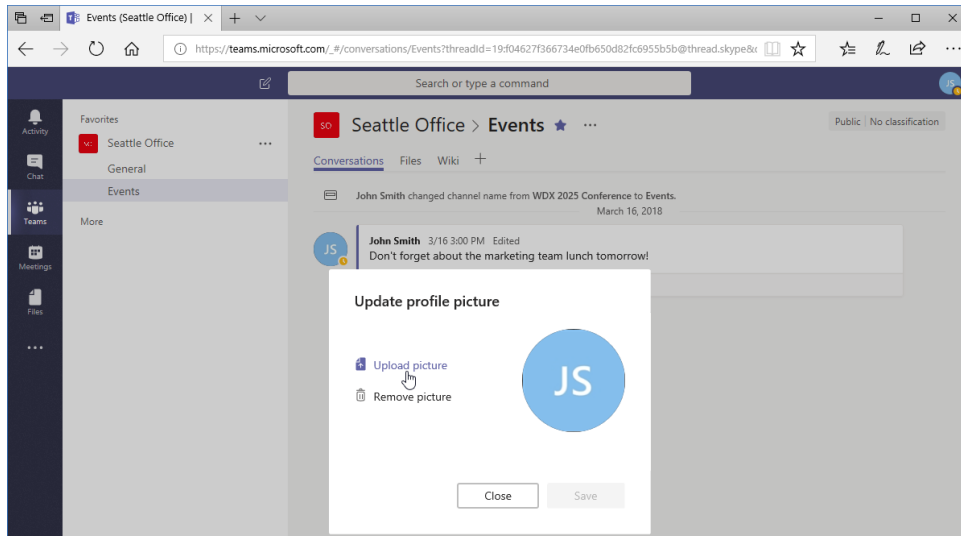 Events (Seattle Office) |
https://teams.microsoft.com/_#/conversations/Events?threadId=19:f04627f366734e0fb650d82fc6955b5b@thread.skype&c
Search or type a command
JS
Activity
Chat
Teams
Meetings
Files
Favorites
Seattle Office
General
Events
More
SO Seattle Office > Events
Public No classification
Conversations Files Wiki
John Smith changed channel name from WDX 2025 Conference to Events.
March 16, 2018
JS
John Smith 3/16 3:00 PM Edited
Don't forget about the marketing team lunch tomorrow!
Update profile picture
Upload picture
Remove picture
JS
Close Save